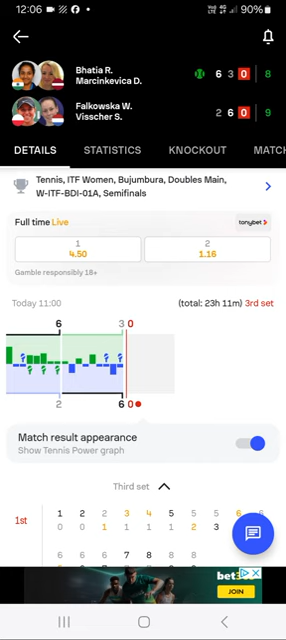 12:06
90%
Bhatia R.
Marcinkevica D.
6 3 0 8
Falkowska W.
Visscher S.
2 6 0 9
DETAILS STATISTICS KNOCKOUT MATCH
Tennis, ITF Women, Bujumbura, Doubles Main,
W-ITF-BDI-01A, Semifinals
Full time Live
tonybet
1
4.50
2
1.16
Gamble responsibly 18+
Today 11:00
(total: 23h 11m) 3rd set
6 3 0
2 6 0
Match result appearance
Show Tennis Power graph
Third set
1st
1 2 2 3 4 5 5 5 6
0 0 1 1 1 1 2 3
6 6 6 7 8 8 8
JOIN